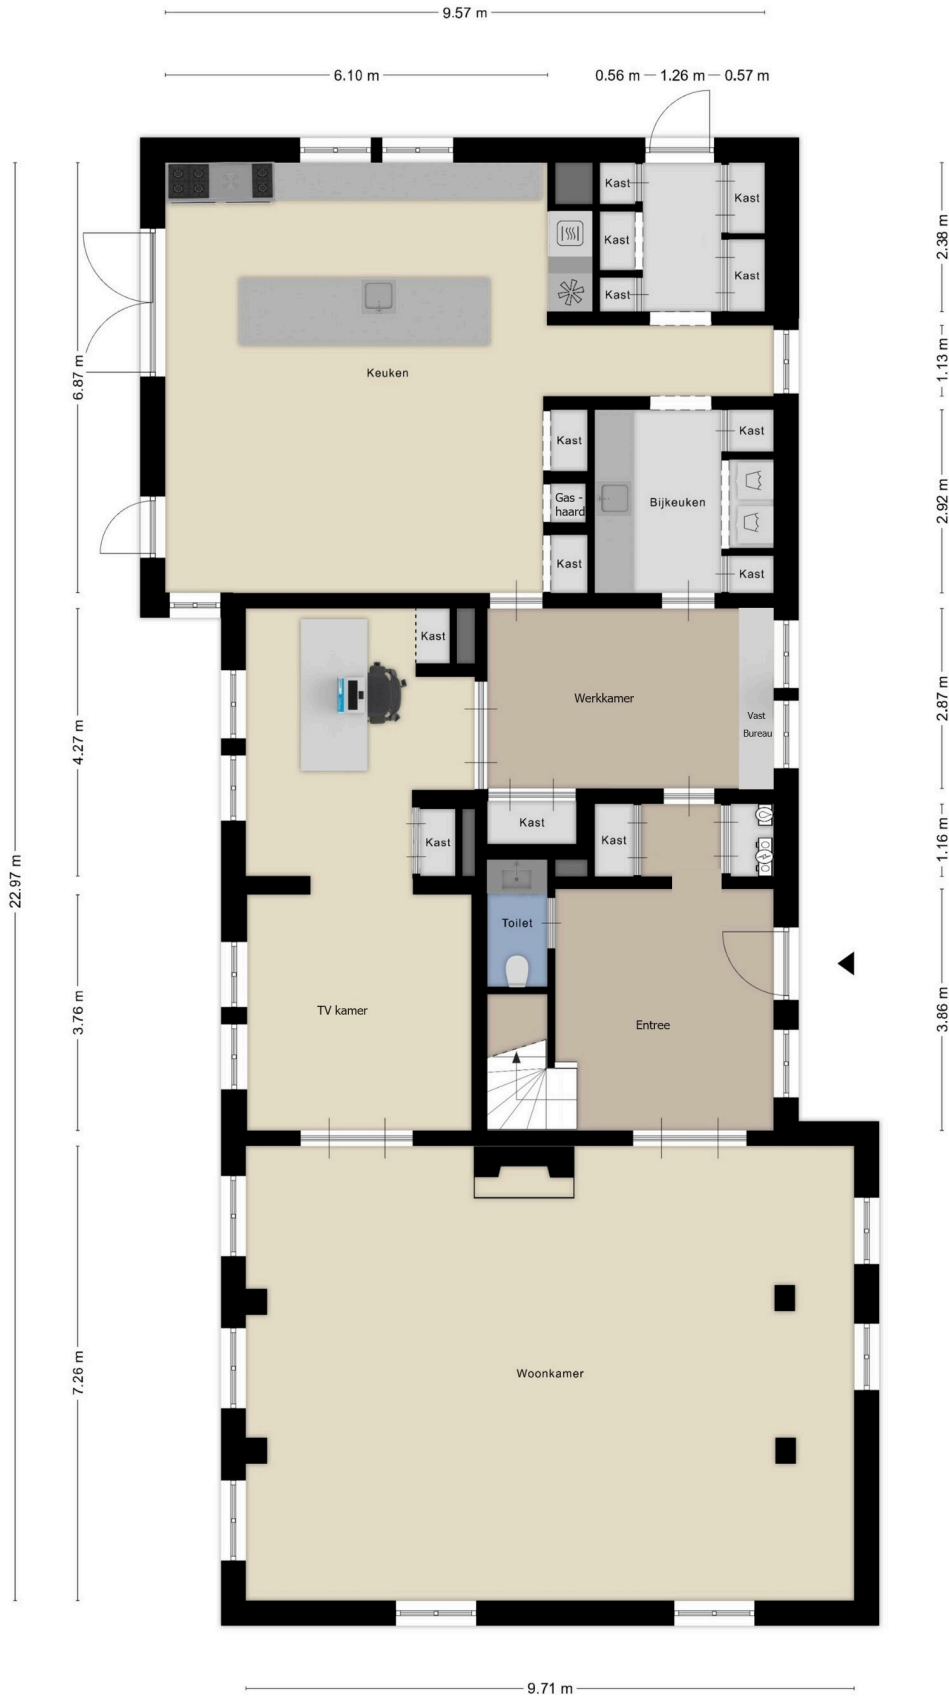 9.57 m
6.10 m
0.56 m
1.26 m
0.57 m
Kast
Kast
Kast
Kast
Kast
2.38 m
1.13 m
6.87 m
Keuken
Kast
Kast
Gas -
haard
Bijkeuken
2.92 m
Kast
Kast
Kast
Werkkamer
Vast
Bureau
2.87 m
4.27 m
Kast
Kast
Kast
1.16 m
22.97 m
Toilet
3.76 m
TV kamer
Entree
3.86 m
7.26 m
Woonkamer
9.71 m